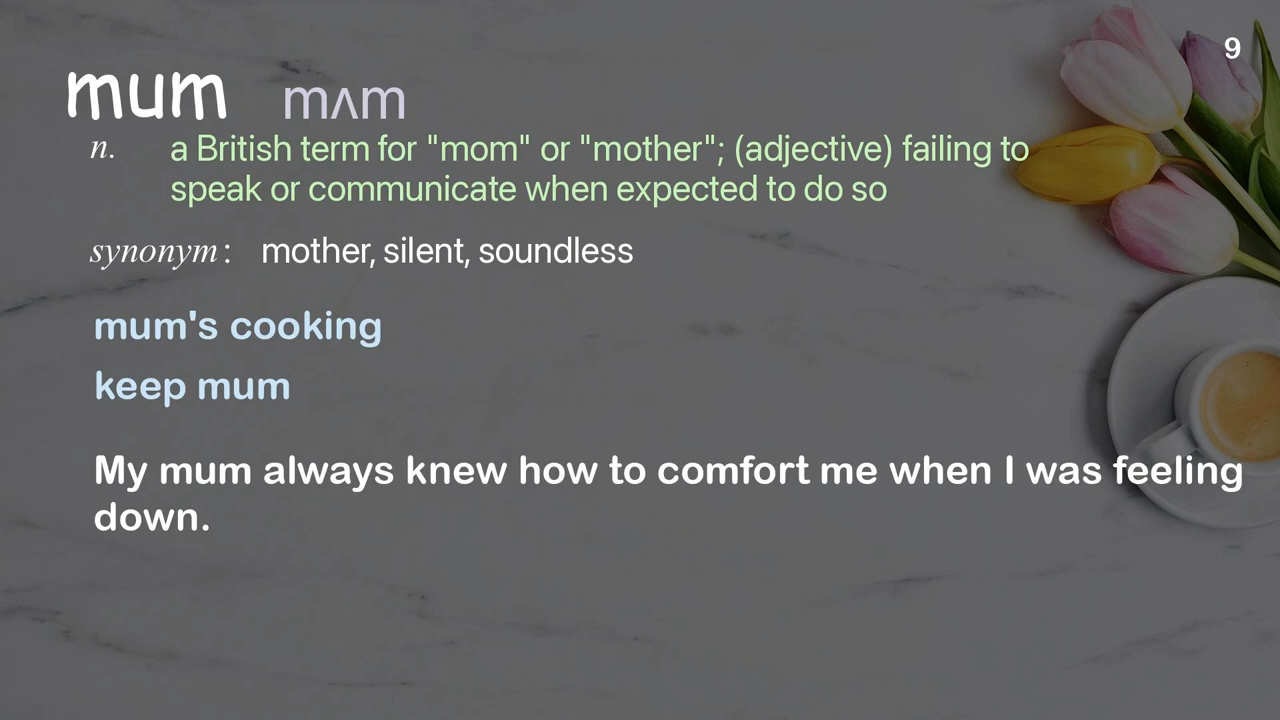 9
mum mʌm
n. a British term for "mom" or "mother"; (adjective) failing to
speak or communicate when expected to do so
synonym: mother, silent, soundless
mum's cooking
keep mum
My mum always knew how to comfort me when I was feeling
down.